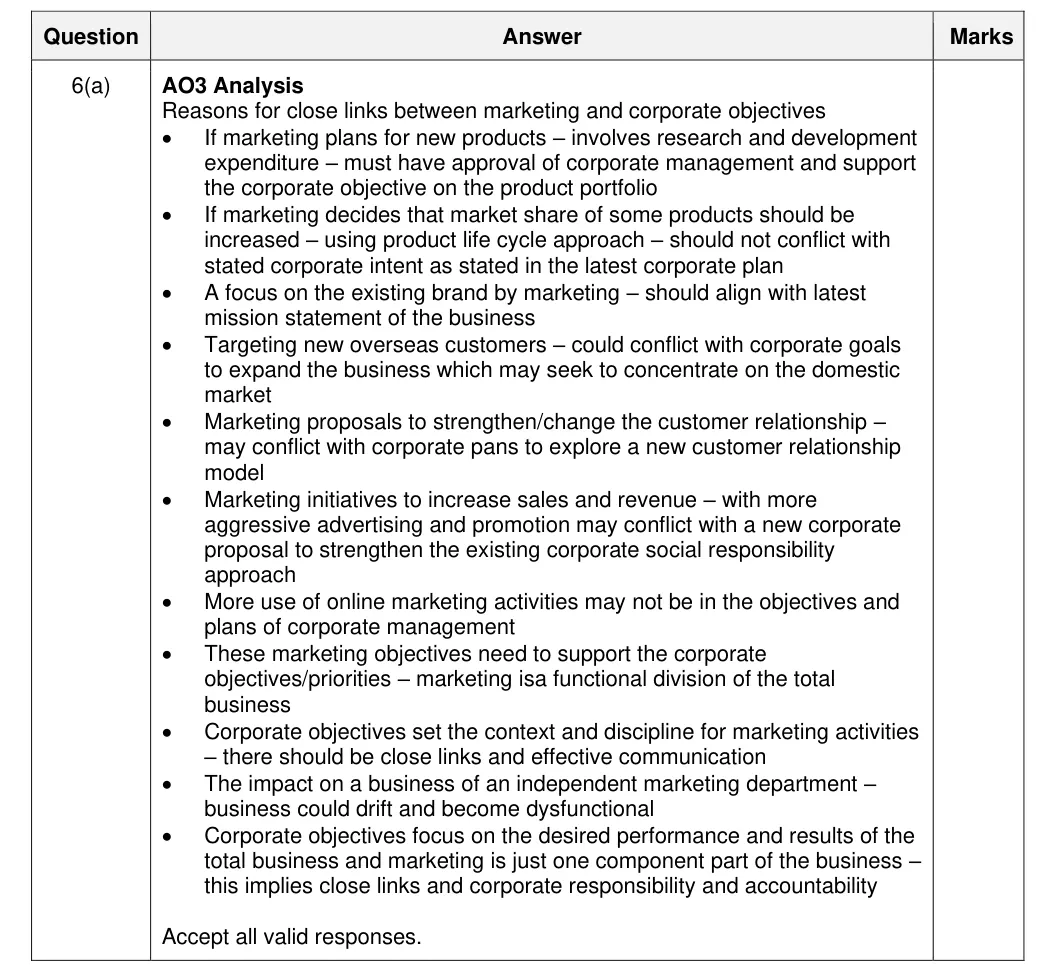 Question Answer Marks
6(a) AO3 Analysis
Reasons for close links between marketing and corporate objectives
• If marketing plans for new products – involves research and development
expenditure – must have approval of corporate management and support
the corporate objective on the product portfolio
• If marketing decides that market share of some products should be
increased – using product life cycle approach – should not conflict with
stated corporate intent as stated in the latest corporate plan
• A focus on the existing brand by marketing – should align with latest
mission statement of the business
• Targeting new overseas customers – could conflict with corporate goals
to expand the business which may seek to concentrate on the domestic
market
• Marketing proposals to strengthen/change the customer relationship –
may conflict with corporate pans to explore a new customer relationship
model
• Marketing initiatives to increase sales and revenue – with more
aggressive advertising and promotion may conflict with a new corporate
proposal to strengthen the existing corporate social responsibility
approach
• More use of online marketing activities may not be in the objectives and
plans of corporate management
• These marketing objectives need to support the corporate
objectives/priorities – marketing isa functional division of the total
business
• Corporate objectives set the context and discipline for marketing activities
– there should be close links and effective communication
• The impact on a business of an independent marketing department –
business could drift and become dysfunctional
• Corporate objectives focus on the desired performance and results of the
total business and marketing is just one component part of the business –
this implies close links and corporate responsibility and accountability
Accept all valid responses.